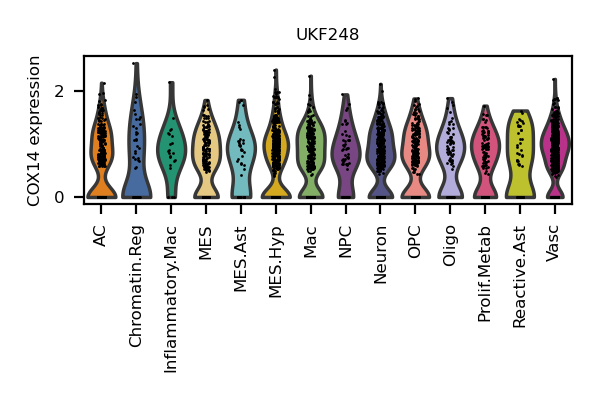 UKF248
COX14 expression
2
0
AC
Chromatin.Reg
Inflammatory.Mac
MES
MES.Ast
MES.Hyp
Mac
NPC
Neuron
OPC
Oligo
Prolif.Metab
Reactive.Ast
Vasc